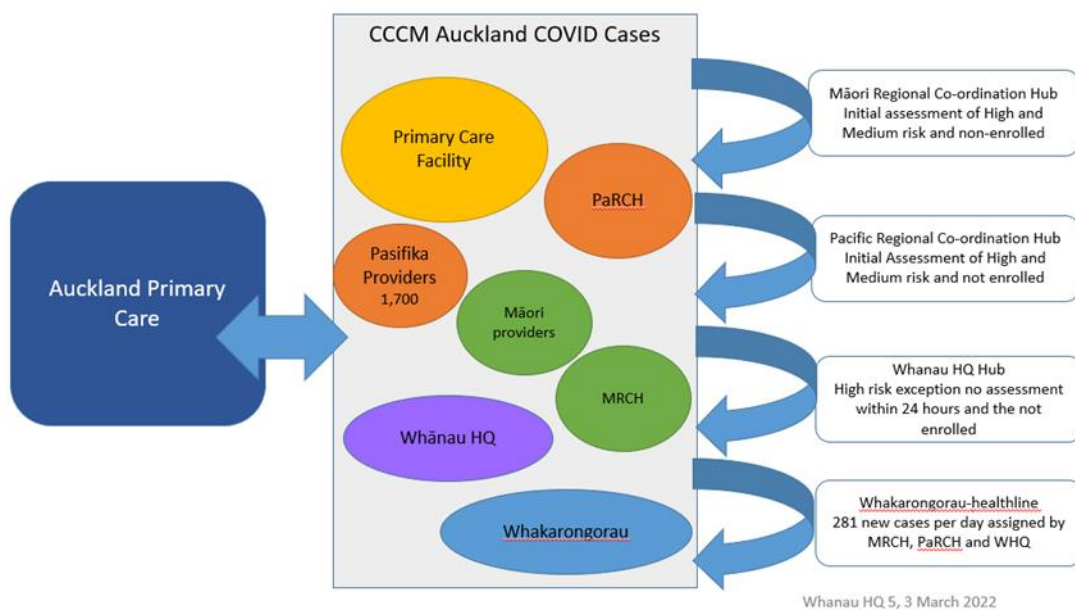 CCCM Auckland COVID Cases
Auckland Primary
Care
Primary Care
Facility
PaRCH
Pasifika
Providers
1,700
Māori
providers
MRCH
Whānau HQ
Whakarongorau
Māori Regional Co-ordination Hub
Initial assessment of High and
Medium risk and non-enrolled
Pacific Regional Co-ordination Hub
Initial Assessment of High and
Medium risk and not enrolled
Whanau HQ Hub
High risk exception no assessment
within 24 hours and the not
enrolled
Whakarongorau-healthline
281 new cases per day assigned by
MRCH, PaRCH and WHQ
Whanau HQ 5, 3 March 2022